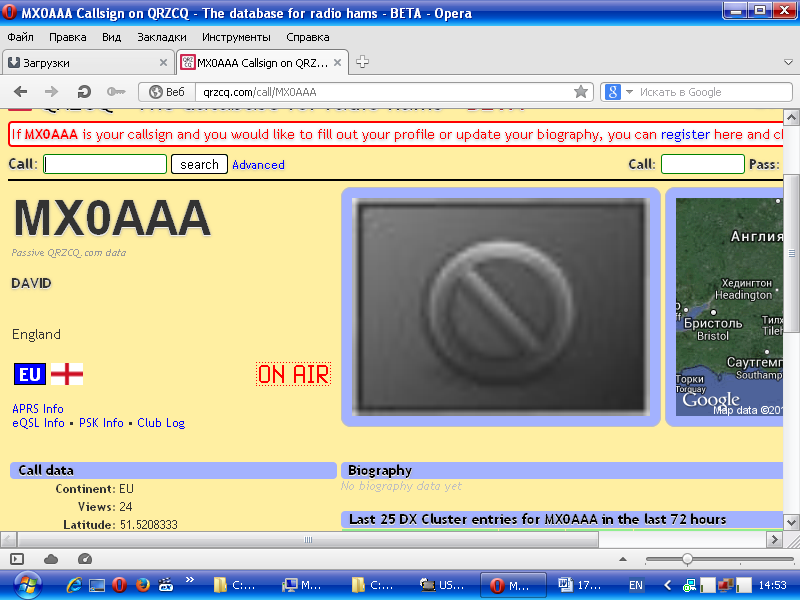 MX0AAA Callsign on QRZCQ - The database for radio hams - BETA - Opera
Файл Правка Вид Закладки Инструменты Справка
Загрузки
MX0AAA Callsign on QRZ...
Веб
qrzcq.com/call/MX0AAA
Искать в Google
If MX0AAA is your callsign and you would like to fill out your profile or update your biography, you can register here and
Call: search Advanced Call: Pass:
MX0AAA
Passive QRZCQ.com data
DAVID
England
EU
ON AIR
APRS Info
eQSL Info • PSK Info • Club Log
Англия
Хедингтон
Headington
Бристоль
Bristol
Саутгем
Southamp
Торки
Torquay
Google
Map data ©201
Call data
Continent: EU
Views: 24
Latitude: 51.5208333
Biography
No biography data yet
Last 25 DX Cluster entries for MX0AAA in the last 72 hours
C:... M... C:... US... M... 17... EN 14:53